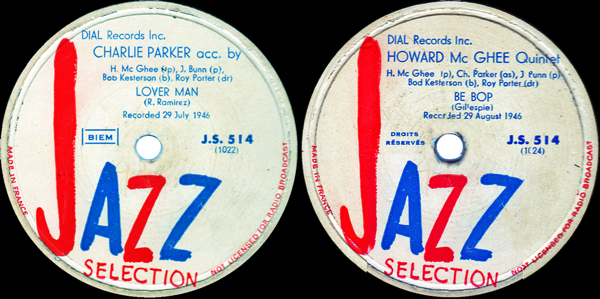 DIAL Records Inc.
CHARLIE PARKER acc. by
H. Mc Ghee (tp), J. Bunn (p),
Bob Kesterson (b), Roy Porter (dr)
LOVER MAN
(R. Ramirez)
Recorded 29 July 1946
BIEM
J.S. 514
(1022)
JAZZ
SELECTION
MADE IN FRANCE
NOT LICENSED FOR RADIO BROADCAST
DIAL Records Inc.
HOWARD Mc GHEE Quintet
H. Mc Ghee (tp), Ch. Parker (as), J. Bunn (p)
Bod Kesterson (b), Roy Porter (dr)
BE BOP
(Gillespie)
Recorded 29 August 1946
DROITS
RÉSERVÉS
J.S. 514
(1024)
JAZZ
SELECTION
MADE IN FRANCE
NOT LICENSED FOR RADIO BROADCAST